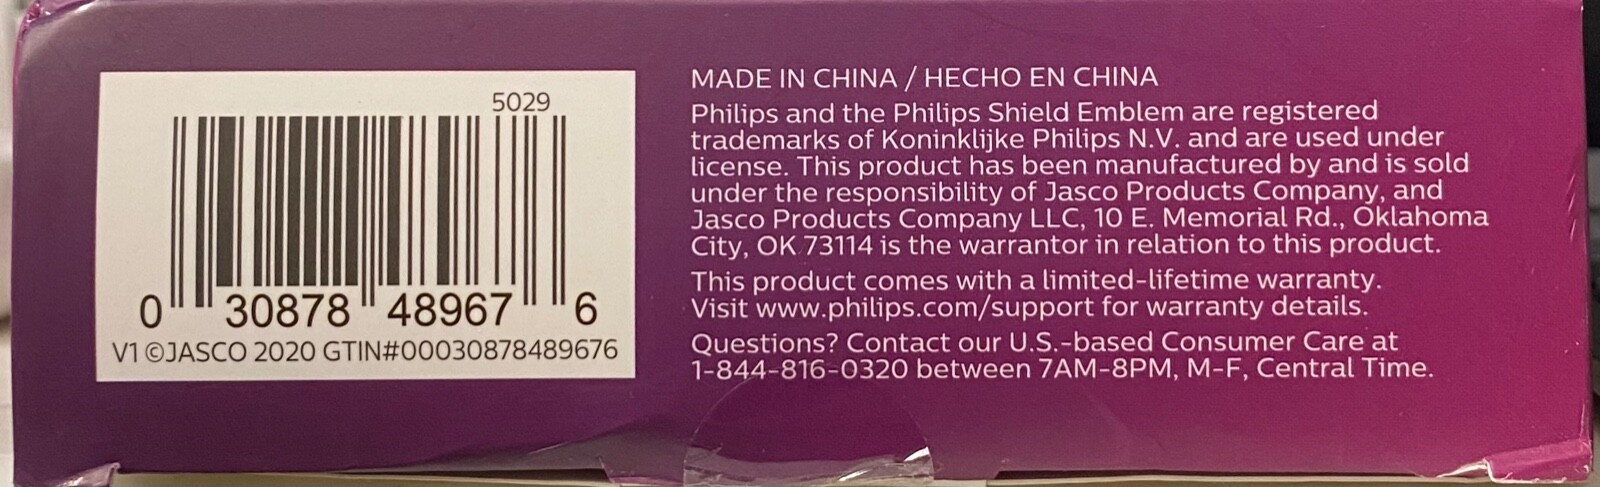 5029
0 30878 48967 6
V1 ©JASCO 2020 GTIN#00030878489676
MADE IN CHINA / HECHO EN CHINA
Philips and the Philips Shield Emblem are registered
trademarks of Koninklijke Philips N.V. and are used under
license. This product has been manufactured by and is sold
under the responsibility of Jasco Products Company, and
Jasco Products Company LLC, 10 E. Memorial Rd., Oklahoma
City, OK 73114 is the warrantor in relation to this product.
This product comes with a limited-lifetime warranty.
Visit www.philips.com/support for warranty details.
Questions? Contact our U.S.-based Consumer Care at
1-844-816-0320 between 7AM-8PM, M-F, Central Time.